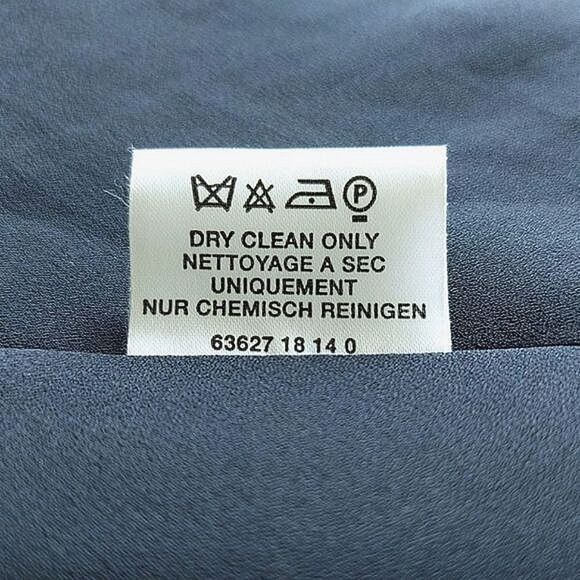 P
DRY CLEAN ONLY
NETTOYAGE A SEC
UNIQUEMENT
NUR CHEMISCH REINIGEN
63627 18 14 0